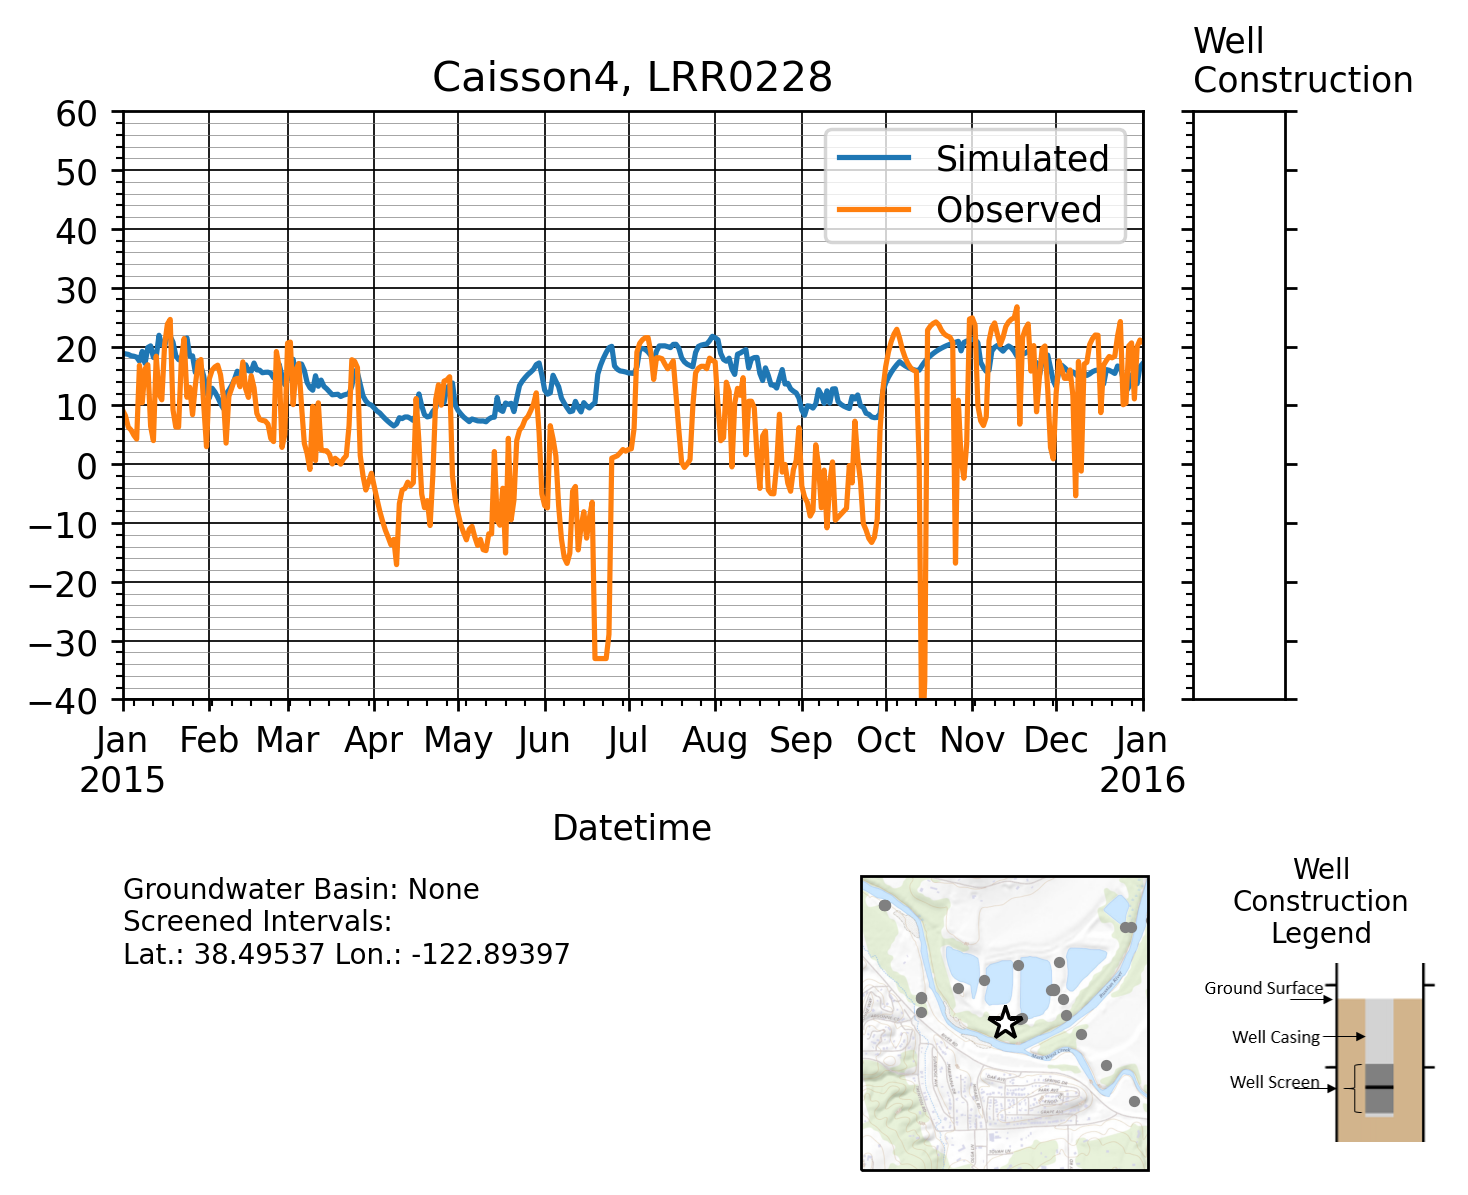 Well
Construction
Caisson4, LRR0228
60
50
40
30
20
10
0
−10
−20
−30
−40
Simulated
Observed
Jan
2015
Feb
Mar
Apr
May
Jun
Jul
Aug
Sep
Oct
Nov
Dec
Jan
2016
Datetime
Groundwater Basin: None
Screened Intervals:
Lat.: 38.49537 Lon.: -122.89397
Well
Construction
Legend
Ground Surface
Well Casing
Well Screen